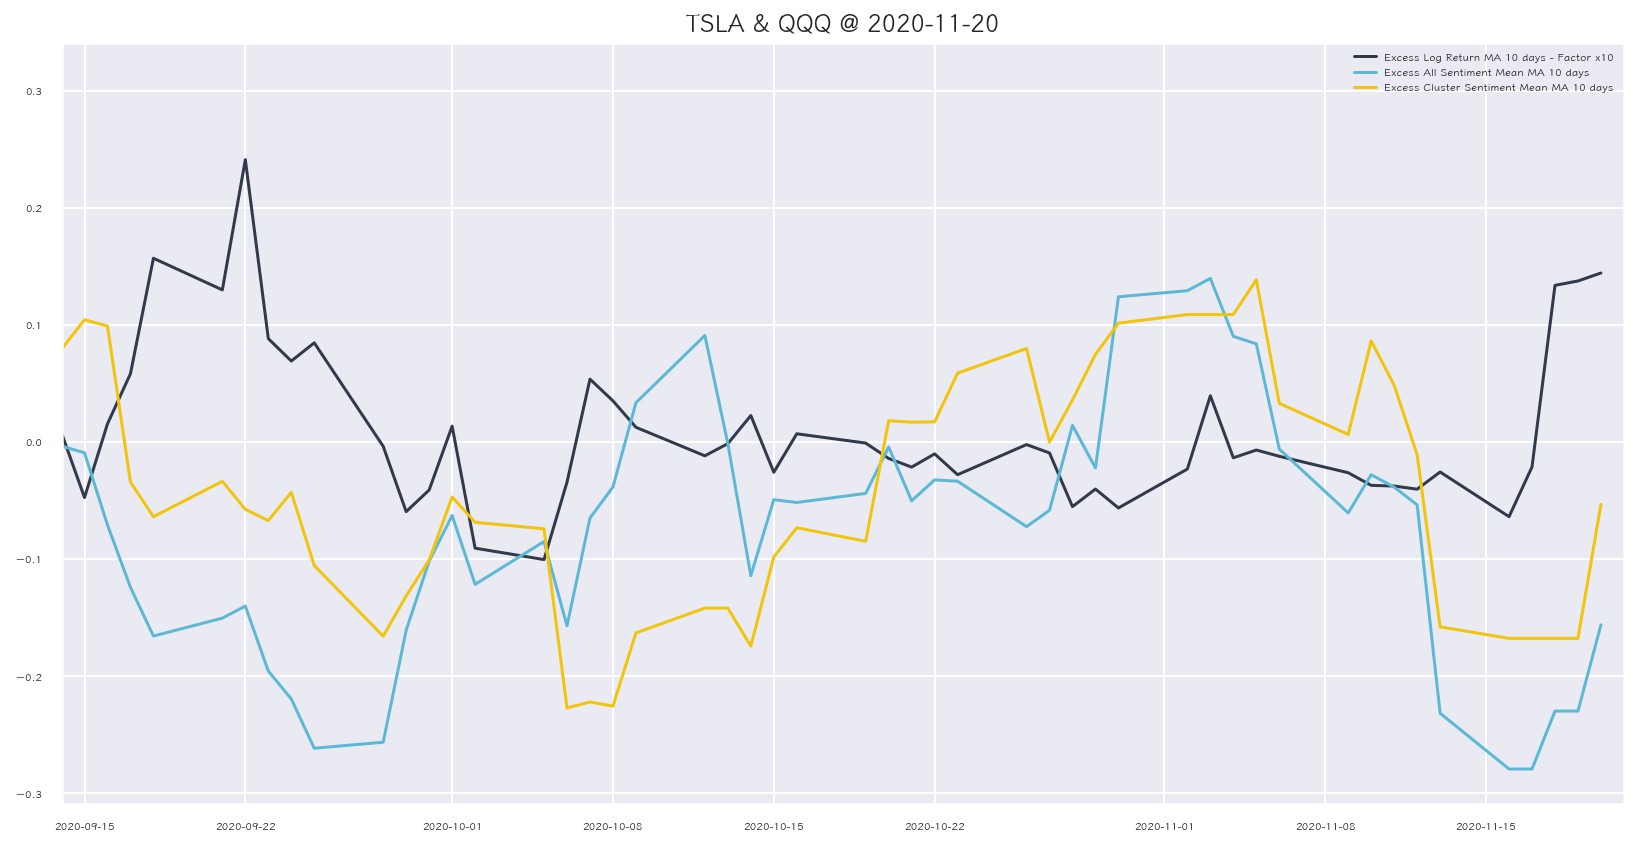 TSLA & QQQ @ 2020-11-20
Excess Log Return MA 10 days - Factor x10
Excess All Sentiment Mean MA 10 days
Excess Cluster Sentiment Mean MA 10 days
0.3
0.2
0.1
0.0
−0.1
−0.2
−0.3
2020-09-15 2020-09-22 2020-10-01 2020-10-08 2020-10-15 2020-10-22 2020-11-01 2020-11-08 2020-11-15